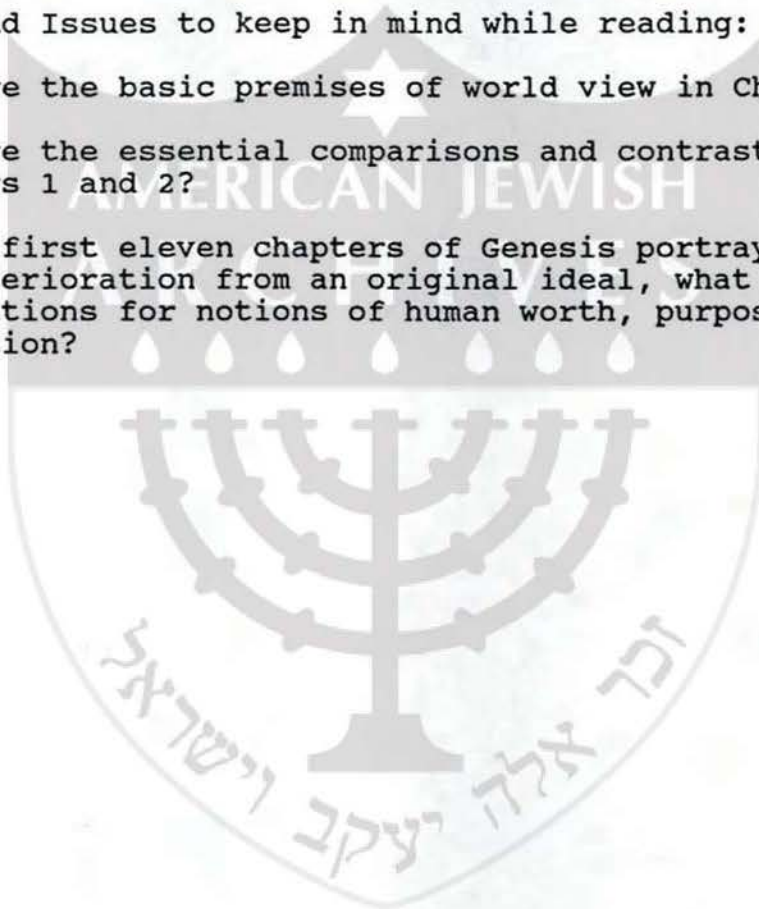 d Issues to keep in mind while reading:
e the basic premises of world view in Ch
e the essential comparisons and contrast
s 1 and 2?
AMERICAN JEWISH
first eleven chapters of Genesis portray
ARCHIVES
erioration from an original ideal, what
tions for notions of human worth, purpos
ion?
זכר אלה יעקב וישראל